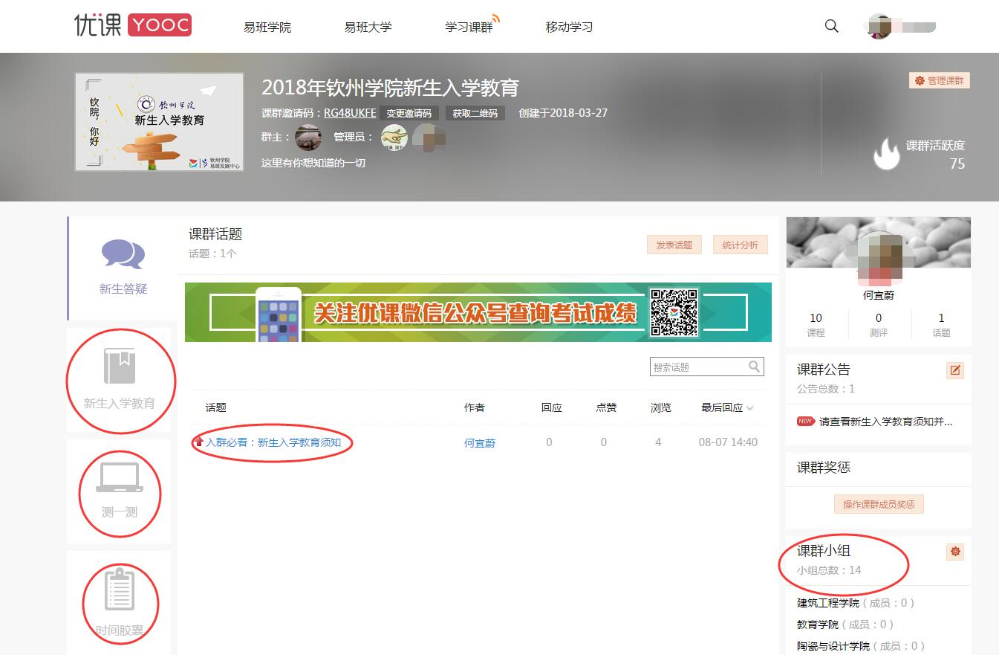 优课 YOOC
易班学院 易班大学 学习课群 移动学习
2018年钦州学院新生入学教育
管理课群
钦院，你好
钦州学院
新生入学教育
钦州学院
易班发展中心
课群邀请码：RG48UKFE 变更邀请码 获取二维码 创建于2018-03-27
群主： 管理员：
这里有你想知道的一切
课群活跃度
75
新生答疑
新生入学教育
测一测
时间胶囊
课群话题
话题：1个
发表话题 统计分析
关注优课微信公众号查询考试成绩
搜索话题
话题 作者 回应 点赞 浏览 最后回应
入群必看：新生入学教育须知 何宜蔚 0 0 4 08-07 14:40
何宜蔚
10 0 1
课程 测评 话题
课群公告
公告总数：1
NEW 请查看新生入学教育须知并...
课群奖惩
操作课群成员奖惩
课群小组
小组总数：14
建筑工程学院（成员：0）
教育学院（成员：0）
陶瓷与设计学院（成员：0）